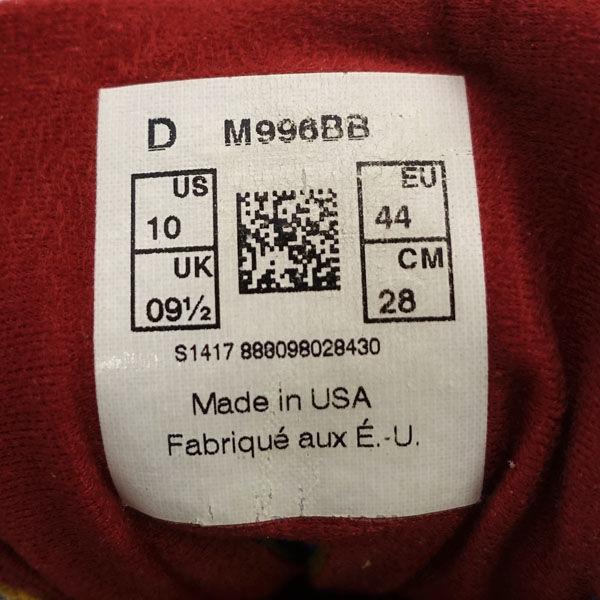 D M996BB
US
10
UK
09½
EU
44
CM
28
S1417 888098028430
Made in USA
Fabriqué aux É.-U.